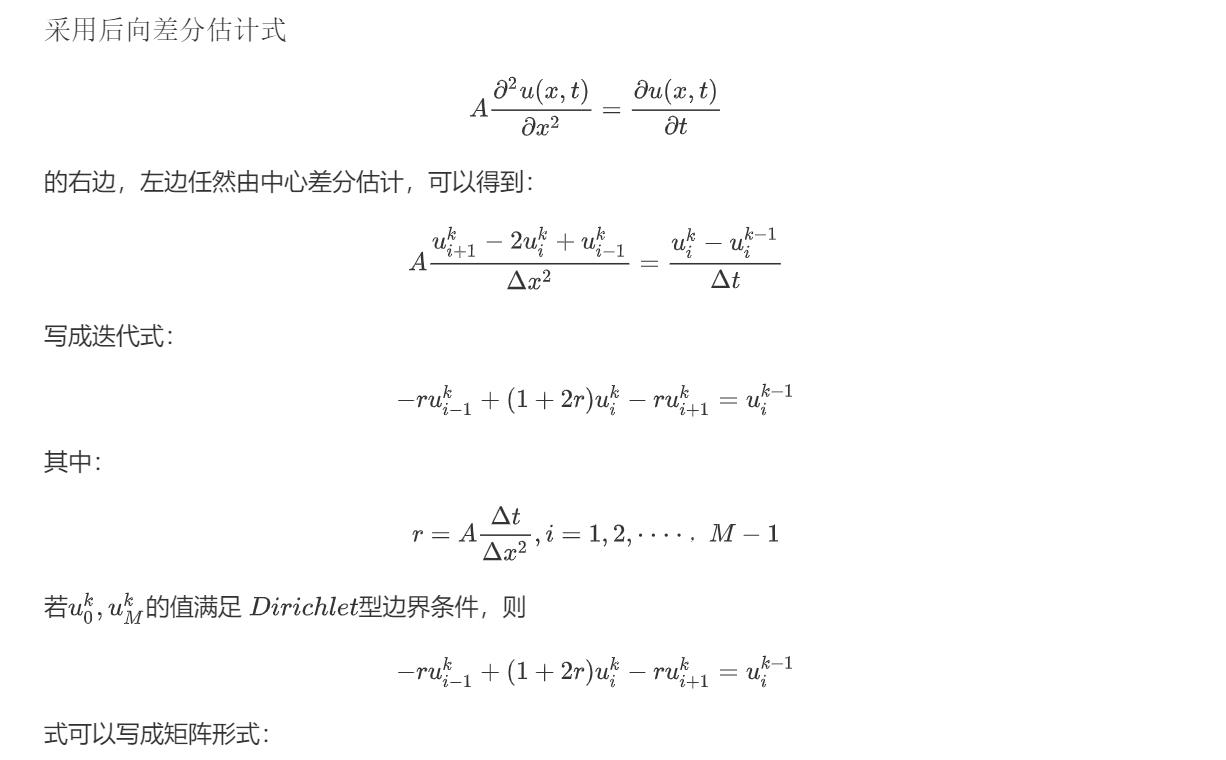 采用后向差分估计式
$$A\frac{\partial^2 u(x,t)}{\partial x^2} = \frac{\partial u(x,t)}{\partial t}$$
的右边，左边任然由中心差分估计，可以得到：
$$A\frac{u_{i+1}^{k} - 2u_i^k + u_{i-1}^k}{\Delta x^2} = \frac{u_i^k - u_i^{k-1}}{\Delta t}$$
写成迭代式：
$$-ru_{i-1}^k + (1+2r)u_i^k - ru_{i+1}^k = u_i^{k-1}$$
其中：
$$r = A\frac{\Delta t}{\Delta x^2}, i = 1,2,\cdot\cdot\cdot\cdot. \ M-1$$
若$u_0^k, u_M^k$的值满足 $Dirichlet$型边界条件，则
$$-ru_{i-1}^k + (1+2r)u_i^k - ru_{i+1}^k = u_i^{k-1}$$
式可以写成矩阵形式：